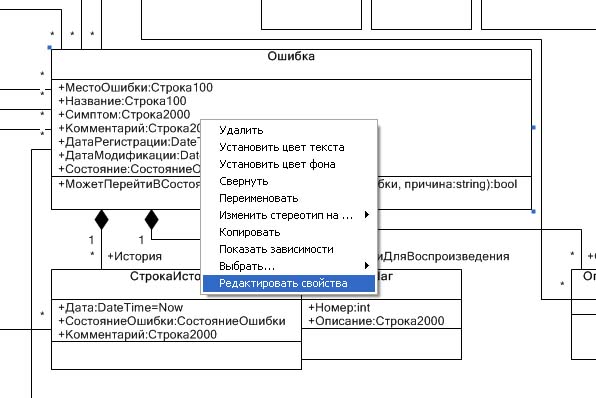 * *
*
Ошибка
+МестоОшибки:Строка100
+Название:Строка100
+Симптом:Строка2000
+Комментарий:Строка20
+ДатаРегистрации:DateT
+ДатаМодификации:Dat
+Состояние:СостояниеО
+МожетПерейтиВСостоя бки, причина:string):bool
Удалить
Установить цвет текста
Установить цвет фона
Свернуть
Переименовать
Изменить стереотип на ...
Копировать
Показать зависимости
Выбрать...
Редактировать свойства
*
*
*
*
1 1
* +История иДляВоспроизведения * +
СтрокаИсто аг Оп
+Дата:DateTime=Now
+СостояниеОшибки:СостояниеОшибки
+Комментарий:Строка2000
+Номер:int
+Описание:Строка2000
*